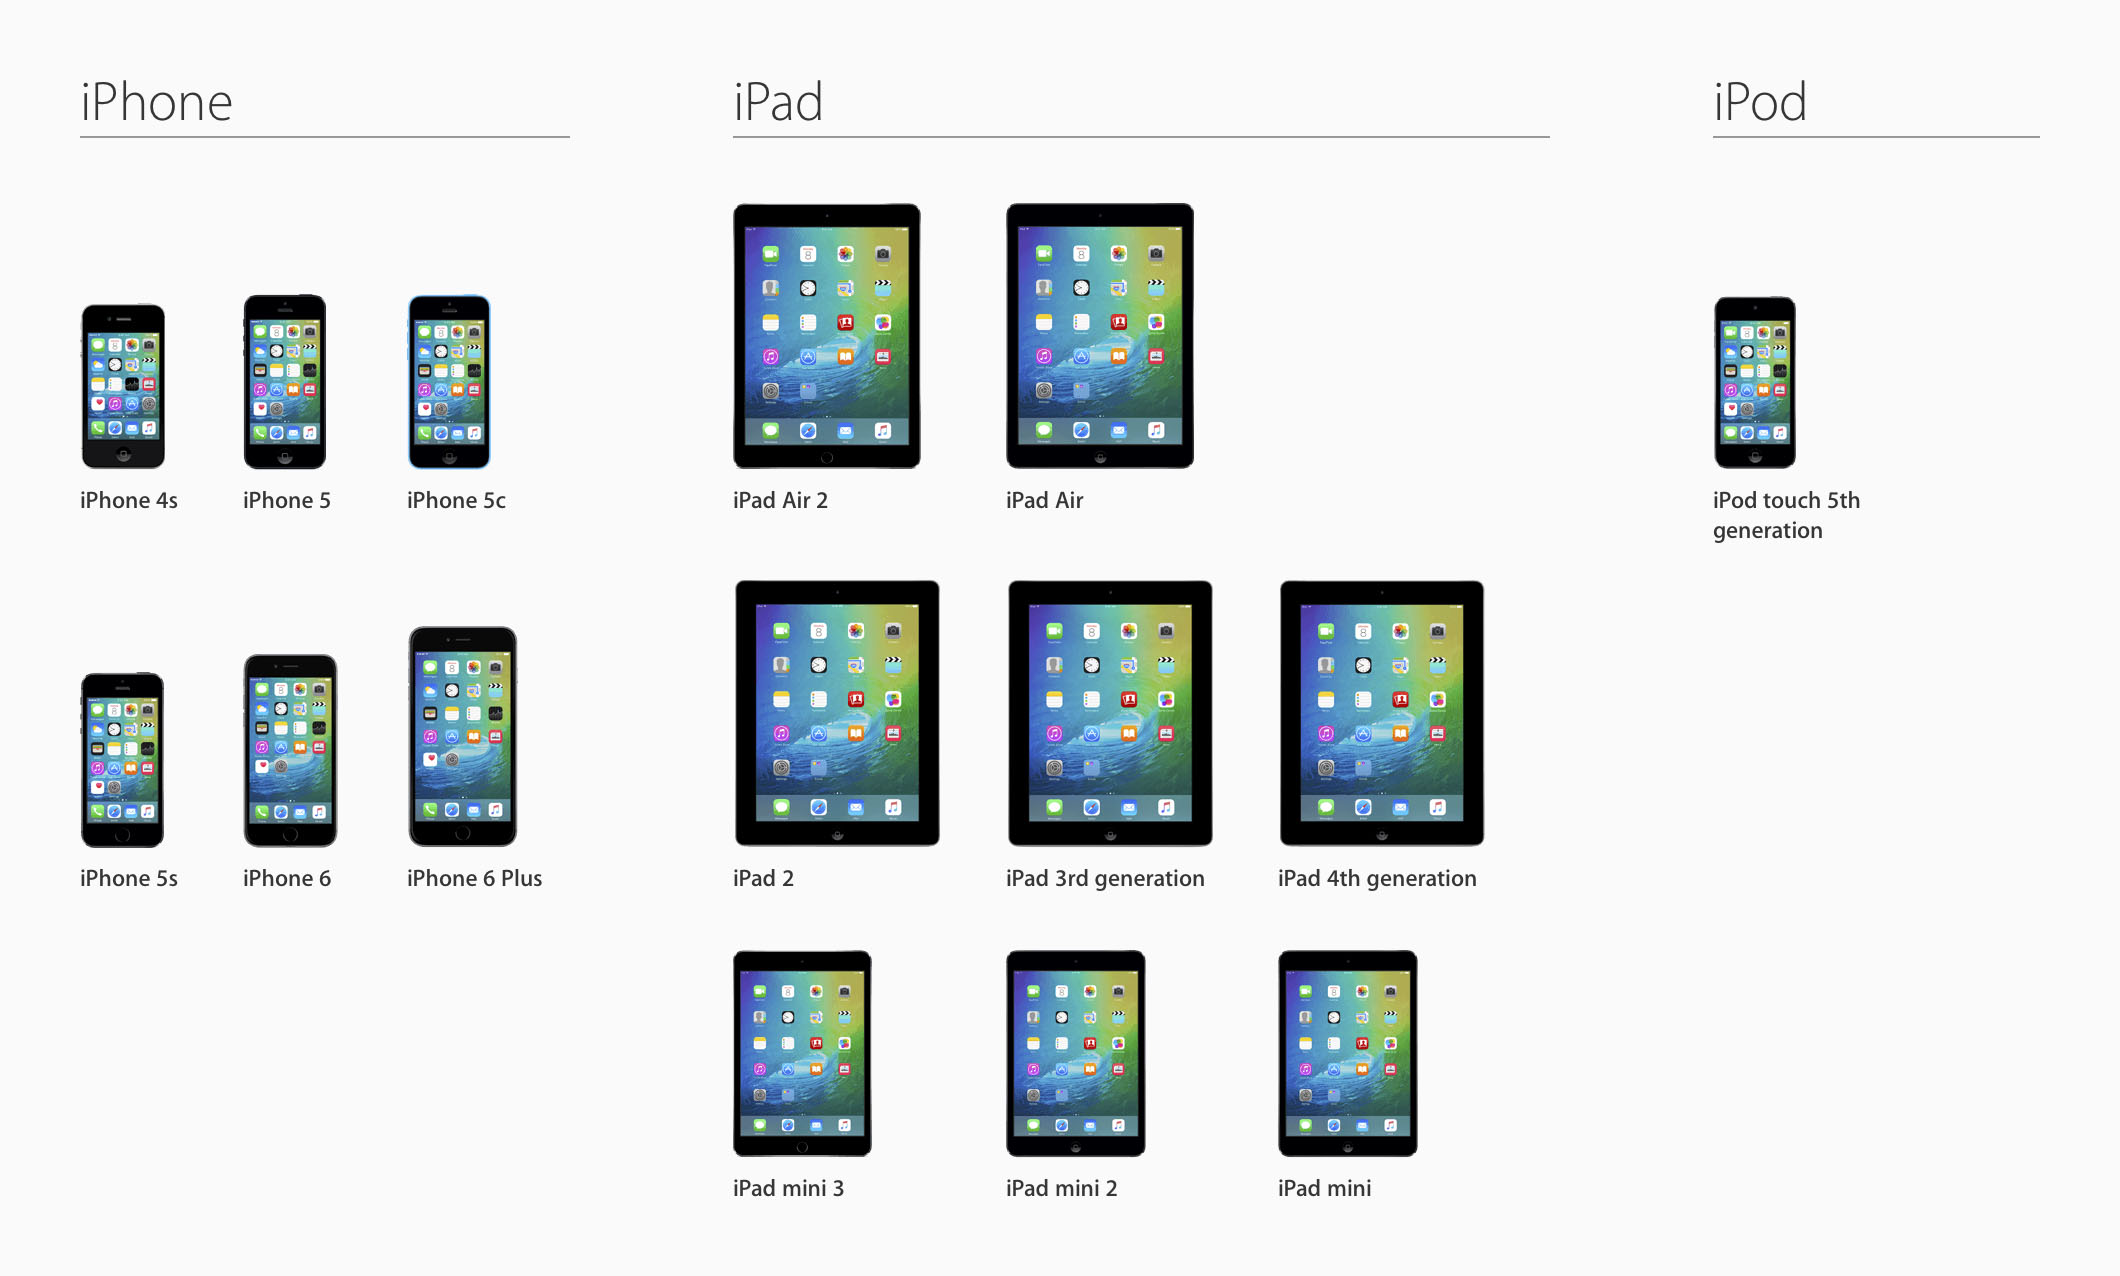 iPhone
iPad
iPod
iPhone 4s
iPhone 5
iPhone 5c
iPad Air 2
iPad Air
iPod touch 5th
generation
iPhone 5s
iPhone 6
iPhone 6 Plus
iPad 2
iPad 3rd generation
iPad 4th generation
iPad mini 3
iPad mini 2
iPad mini